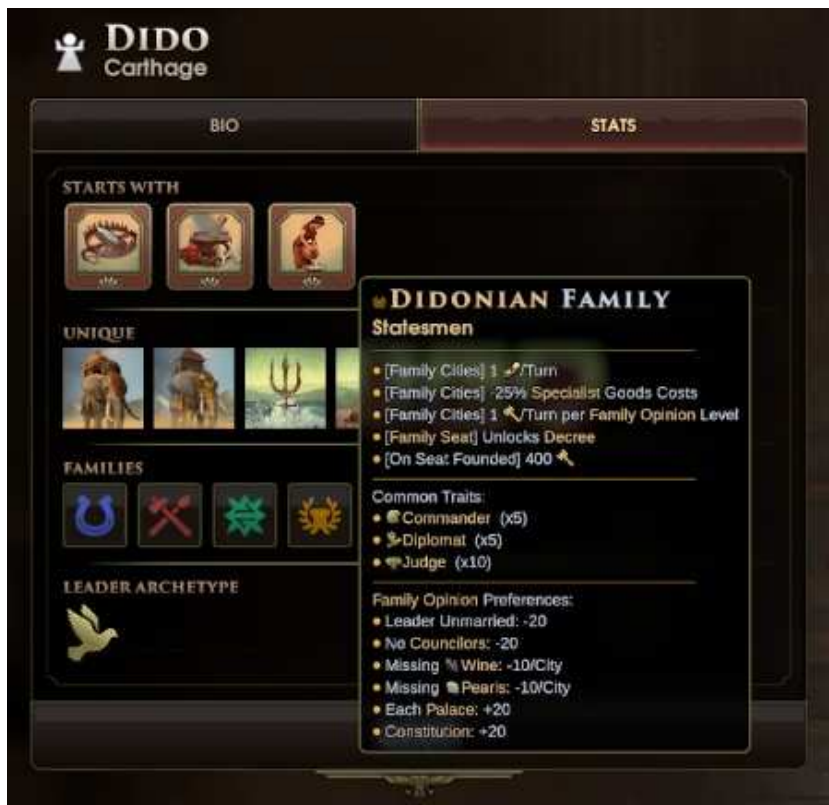 DIDO
Carthage
BIO
STATS
STARTS WITH
UNIQUE
FAMILIES
LEADER ARCHETYPE
DIDONIAN FAMILY
Statesmen
[Family Cities] 1 /Turn
[Family Cities] -25% Specialist Goods Costs
[Family Cities] 1 /Turn per Family Opinion Level
[Family Seat] Unlocks Decree
[On Seat Founded] 400
Common Traits:
Commander (x5)
Diplomat (x5)
Judge (x10)
Family Opinion Preferences:
Leader Unmarried: -20
No Councilors: -20
Missing Wine: -10/City
Missing Pearls: -10/City
Each Palace: +20
Constitution: +20